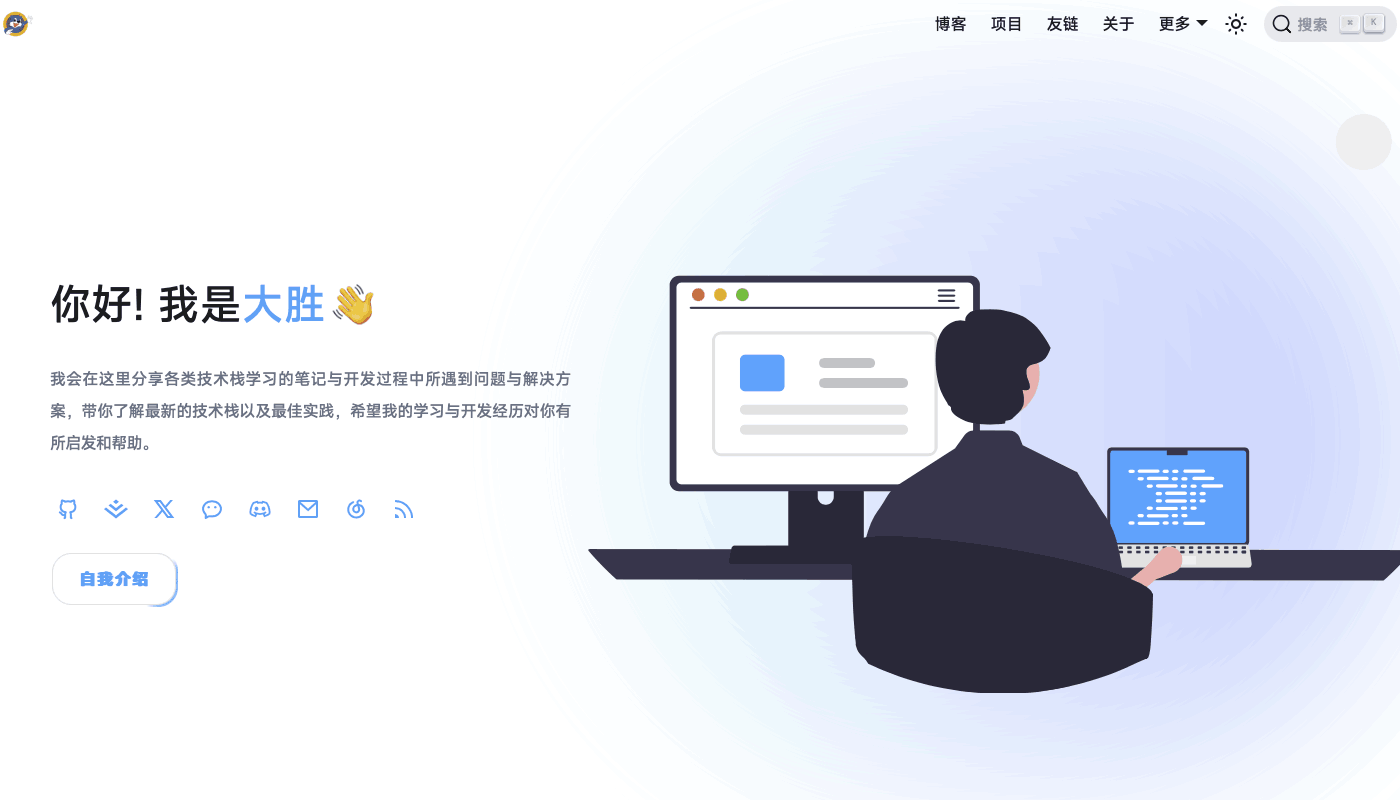 博客 项目 友链 关于 更多 搜索 ⌘ K
你好! 我是大胜👋
我会在这里分享各类技术栈学习的笔记与开发过程中所遇到问题与解决方
案，带你了解最新的技术栈以及最佳实践，希望我的学习与开发经历对你有
所启发和帮助。
自我介绍